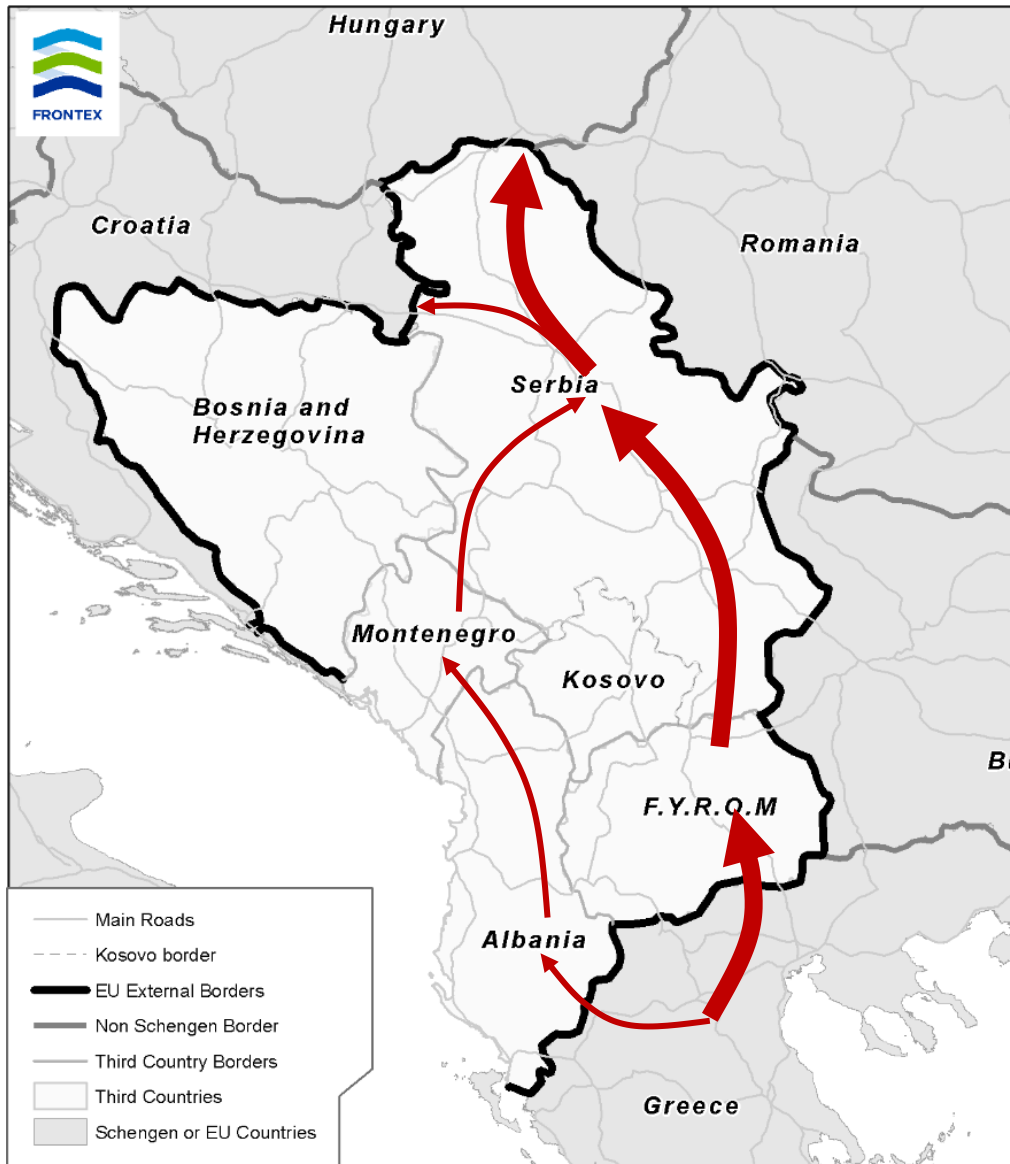 Hungary
FRONTEX
Croatia
Romania
Serbia
Bosnia and
Herzegovina
Montenegro
Kosovo
Bu
F.Y.R.O.M
Albania
Greece
Main Roads
Kosovo border
EU External Borders
Non Schengen Border
Third Country Borders
Third Countries
Schengen or EU Countries